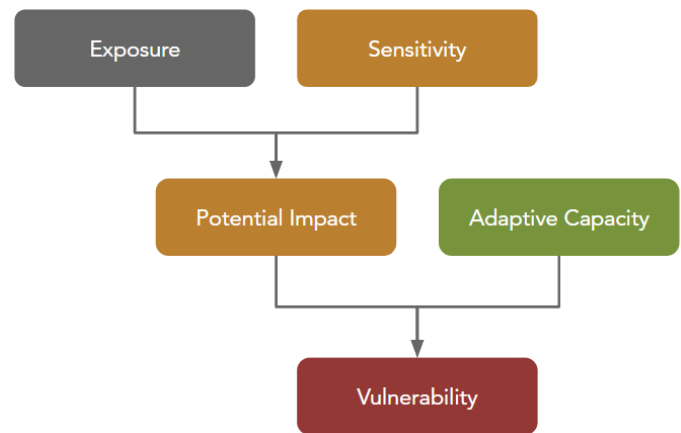 Exposure
Sensitivity
Potential Impact
Adaptive Capacity
Vulnerability